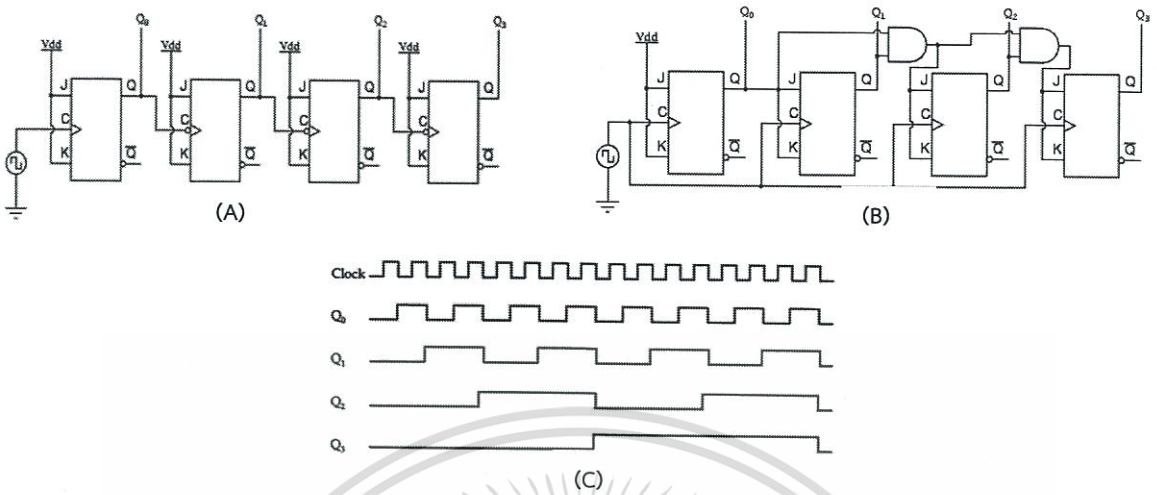 Q₀ Q₁ Q₂ Q₃
Vdd Vdd Vdd Vdd
J Q J Q J Q J Q
C C C C
K Q̅ K Q̅ K Q̅ K Q̅
(A)
Q₀ Q₁ Q₂ Q₃
Vdd
J Q J Q J Q J Q
C C C C
K Q̅ K Q̅ K Q̅ K Q̅
(B)
Clock
Q₀
Q₁
Q₂
Q₃
(C)